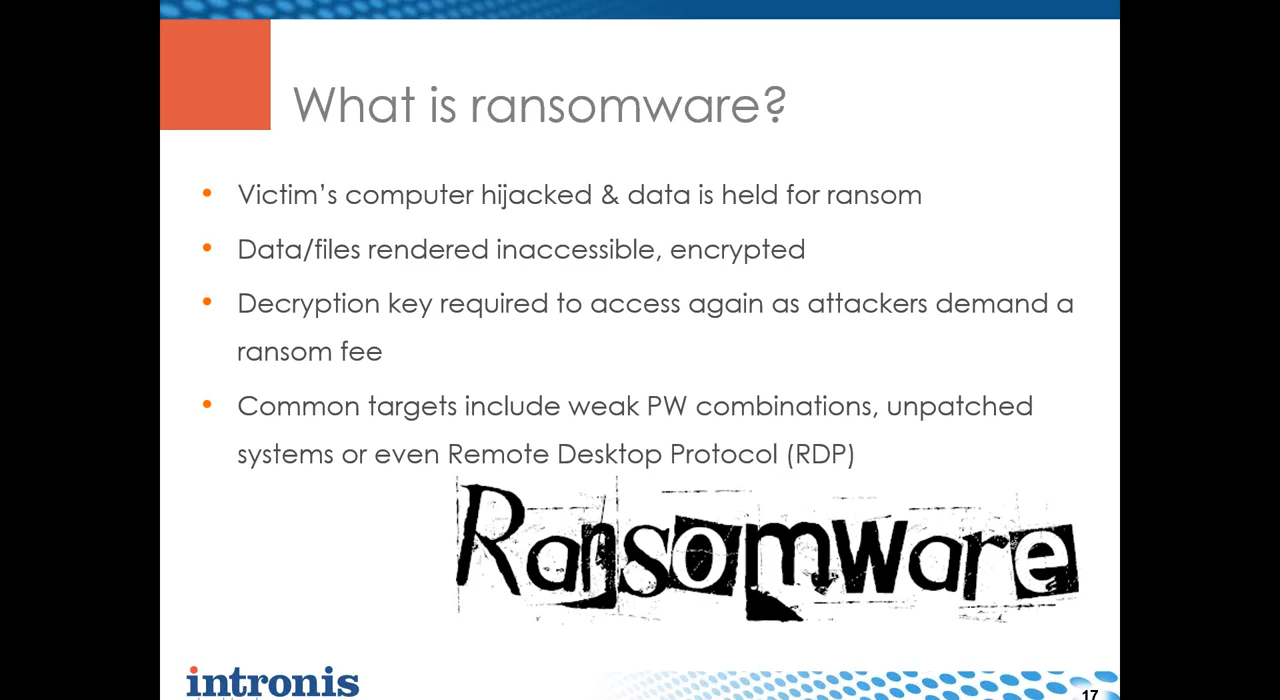 What is ransomware?
• Victim's computer hijacked & data is held for ransom
• Data/files rendered inaccessible, encrypted
• Decryption key required to access again as attackers demand a
ransom fee
• Common targets include weak PW combinations, unpatched
systems or even Remote Desktop Protocol (RDP)
Ransomware
intronis
17